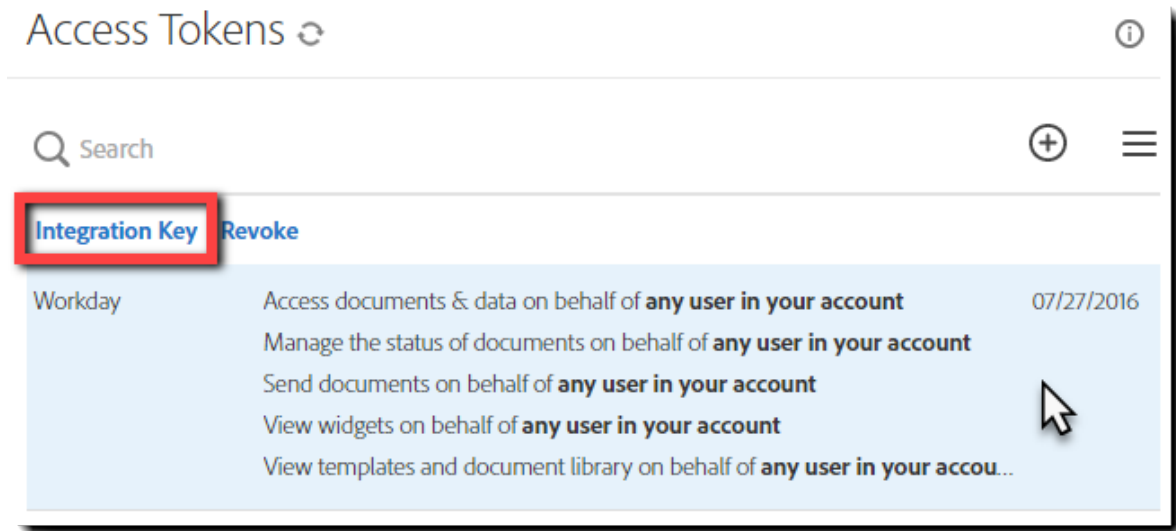 Access Tokens
Search
Integration Key Revoke
Workday Access documents & data on behalf of any user in your account 07/27/2016
Manage the status of documents on behalf of any user in your account
Send documents on behalf of any user in your account
View widgets on behalf of any user in your account
View templates and document library on behalf of any user in your accou...